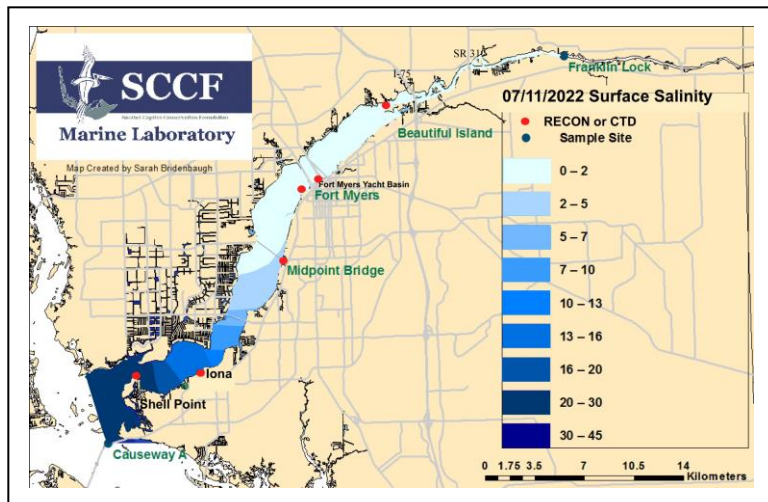 SCCF
Sanibel Captiva Conservation Foundation
Marine Laboratory
Map Created by Sarah Bridenbaugh
SR 31
I-75
Franklin Lock
Beautiful Island
Fort Myers Yacht Basin
Fort Myers
Midpoint Bridge
Iona
Shell Point
Causeway A
07/11/2022 Surface Salinity
RECON or CTD
Sample Site
0 – 2
2 – 5
5 – 7
7 – 10
10 – 13
13 – 16
16 – 20
20 – 30
30 – 45
0 1.75 3.5 7 10.5 14
Kilometers